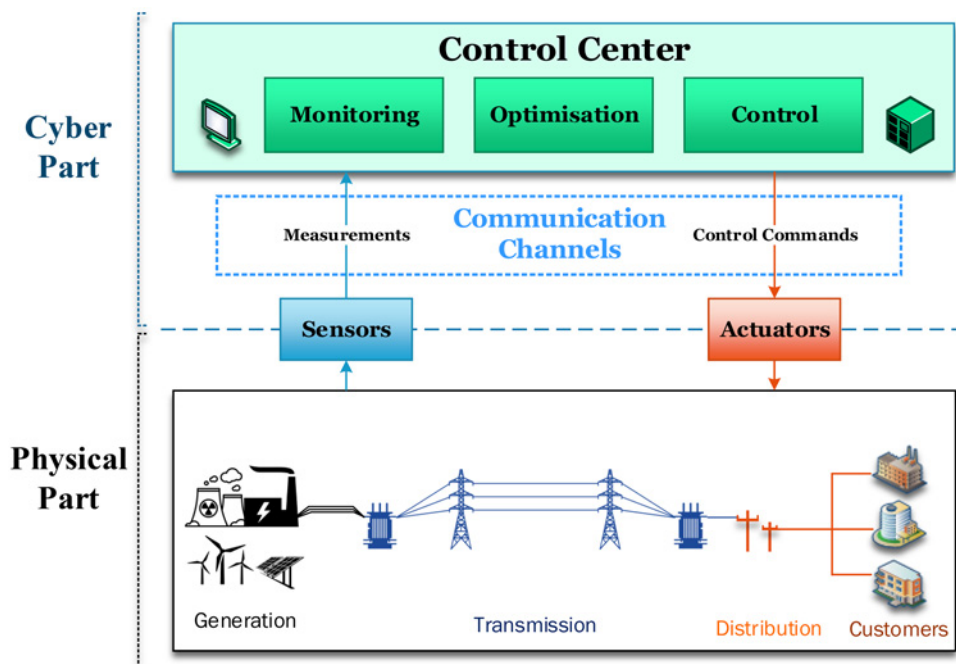 Control Center
Monitoring
Optimisation
Control
Cyber
Part
Communication
Channels
Measurements
Control Commands
Sensors
Actuators
Physical
Part
Generation
Transmission
Distribution
Customers